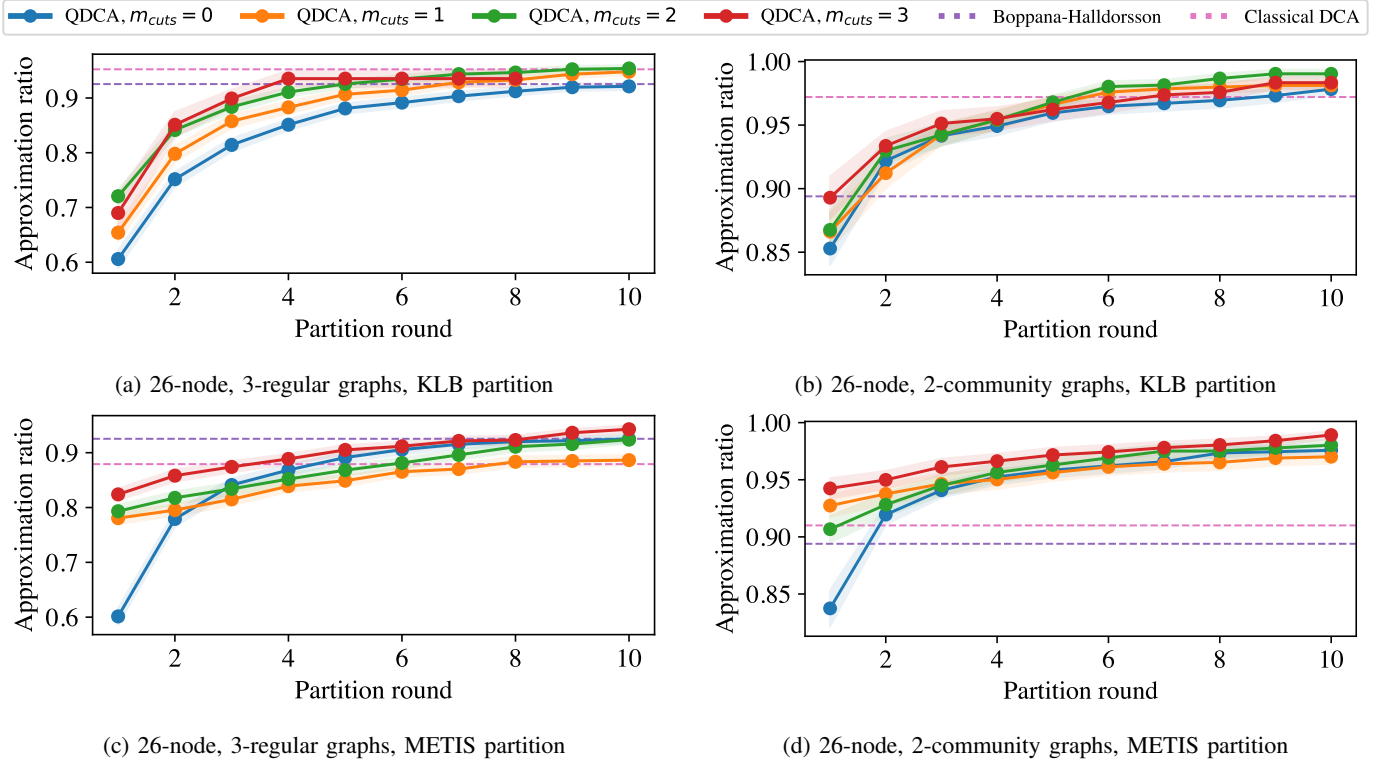 QDCA, m_cuts = 0 QDCA, m_cuts = 1 QDCA, m_cuts = 2 QDCA, m_cuts = 3 Boppana-Halldorsson Classical DCA
Approximation ratio
0.9
0.8
0.7
0.6
2 4 6 8 10
Partition round
(a) 26-node, 3-regular graphs, KLB partition
Approximation ratio
1.00
0.95
0.90
0.85
2 4 6 8 10
Partition round
(b) 26-node, 2-community graphs, KLB partition
Approximation ratio
0.9
0.8
0.7
0.6
2 4 6 8 10
Partition round
(c) 26-node, 3-regular graphs, METIS partition
Approximation ratio
1.00
0.95
0.90
0.85
2 4 6 8 10
Partition round
(d) 26-node, 2-community graphs, METIS partition